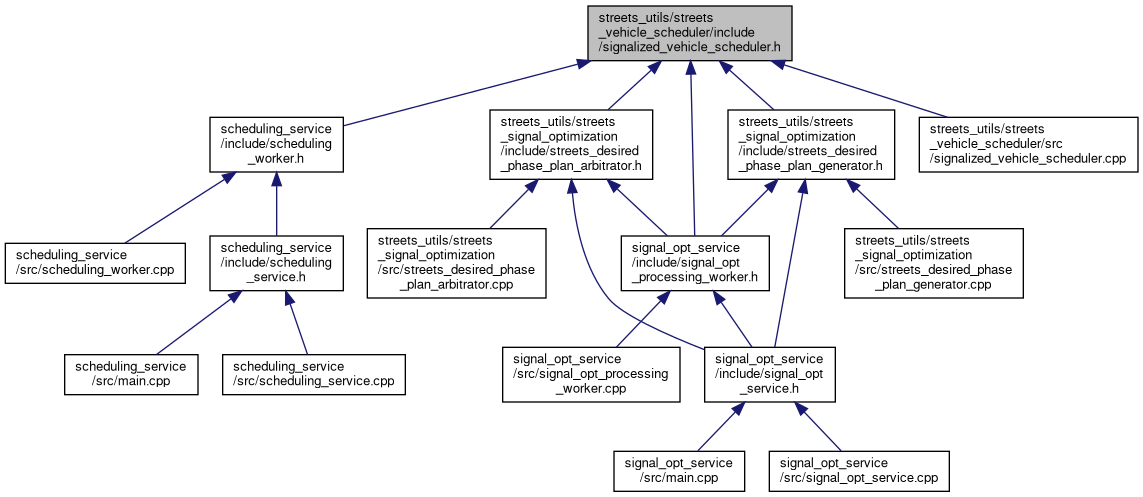 streets_utils/streets
_vehicle_scheduler/include
/signalized_vehicle_scheduler.h
scheduling_service
/include/scheduling
_worker.h
streets_utils/streets
_signal_optimization
/include/streets_desired
_phase_plan_arbitrator.h
streets_utils/streets
_signal_optimization
/include/streets_desired
_phase_plan_generator.h
streets_utils/streets
_vehicle_scheduler/src
/signalized_vehicle_scheduler.cpp
scheduling_service
/src/scheduling_worker.cpp
scheduling_service
/include/scheduling
_service.h
streets_utils/streets
_signal_optimization
/src/streets_desired_phase
_plan_arbitrator.cpp
signal_opt_service
/include/signal_opt
_processing_worker.h
streets_utils/streets
_signal_optimization
/src/streets_desired_phase
_plan_generator.cpp
scheduling_service
/src/main.cpp
scheduling_service
/src/scheduling_service.cpp
signal_opt_service
/src/signal_opt_processing
_worker.cpp
signal_opt_service
/include/signal_opt
_service.h
signal_opt_service
/src/main.cpp
signal_opt_service
/src/signal_opt_service.cpp